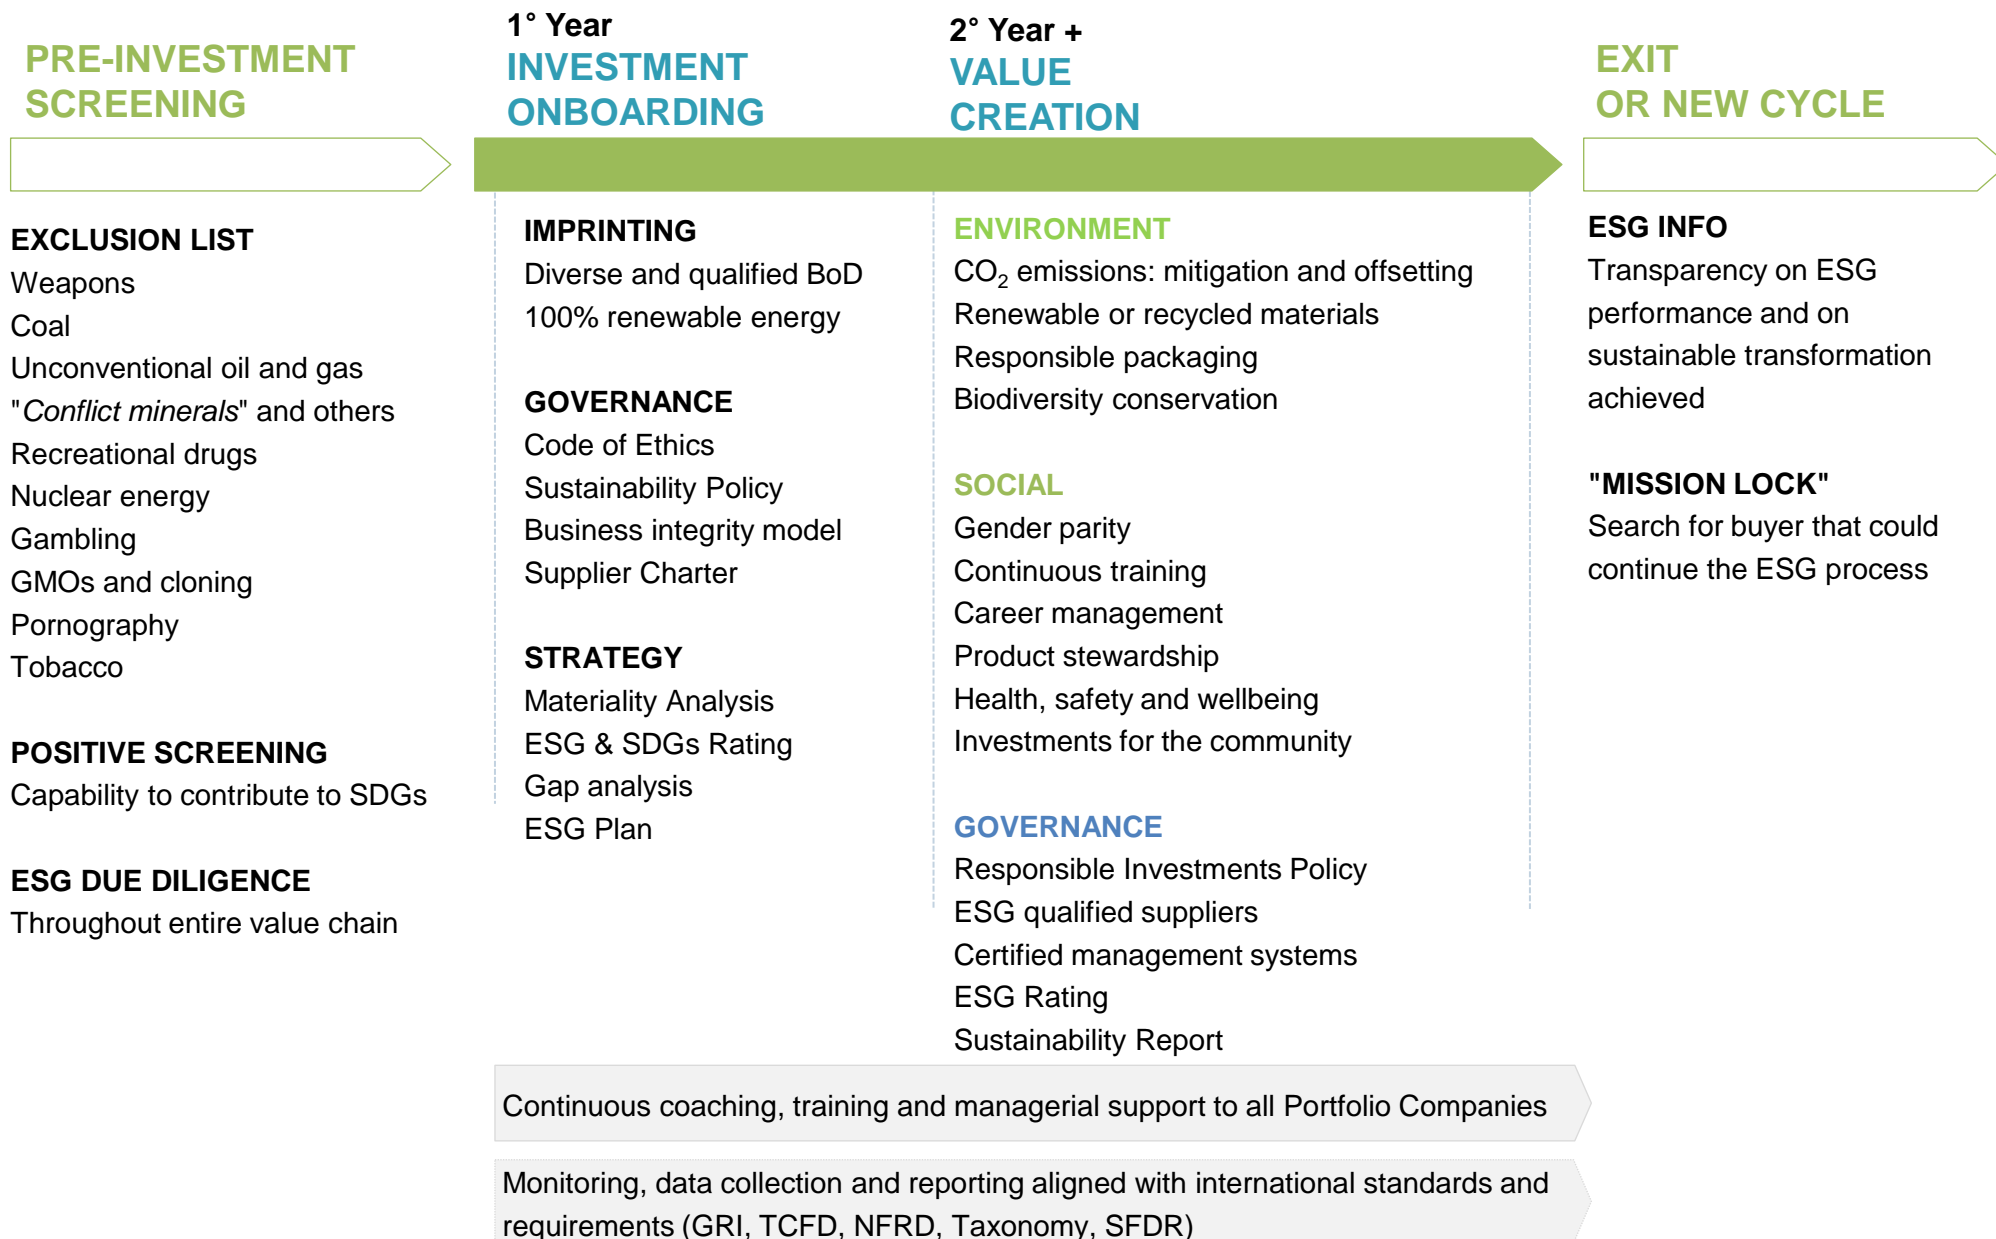 PRE-INVESTMENT
SCREENING
1° Year
INVESTMENT
ONBOARDING
2° Year +
VALUE
CREATION
EXIT
OR NEW CYCLE
EXCLUSION LIST
Weapons
Coal
Unconventional oil and gas
"Conflict minerals" and others
Recreational drugs
Nuclear energy
Gambling
GMOs and cloning
Pornography
Tobacco
POSITIVE SCREENING
Capability to contribute to SDGs
ESG DUE DILIGENCE
Throughout entire value chain
IMPRINTING
Diverse and qualified BoD
100% renewable energy
GOVERNANCE
Code of Ethics
Sustainability Policy
Business integrity model
Supplier Charter
STRATEGY
Materiality Analysis
ESG & SDGs Rating
Gap analysis
ESG Plan
ENVIRONMENT
CO₂ emissions: mitigation and offsetting
Renewable or recycled materials
Responsible packaging
Biodiversity conservation
SOCIAL
Gender parity
Continuous training
Career management
Product stewardship
Health, safety and wellbeing
Investments for the community
GOVERNANCE
Responsible Investments Policy
ESG qualified suppliers
Certified management systems
ESG Rating
Sustainability Report
ESG INFO
Transparency on ESG
performance and on
sustainable transformation
achieved
"MISSION LOCK"
Search for buyer that could
continue the ESG process
Continuous coaching, training and managerial support to all Portfolio Companies
Monitoring, data collection and reporting aligned with international standards and
requirements (GRI, TCFD, NFRD, Taxonomy, SFDR)